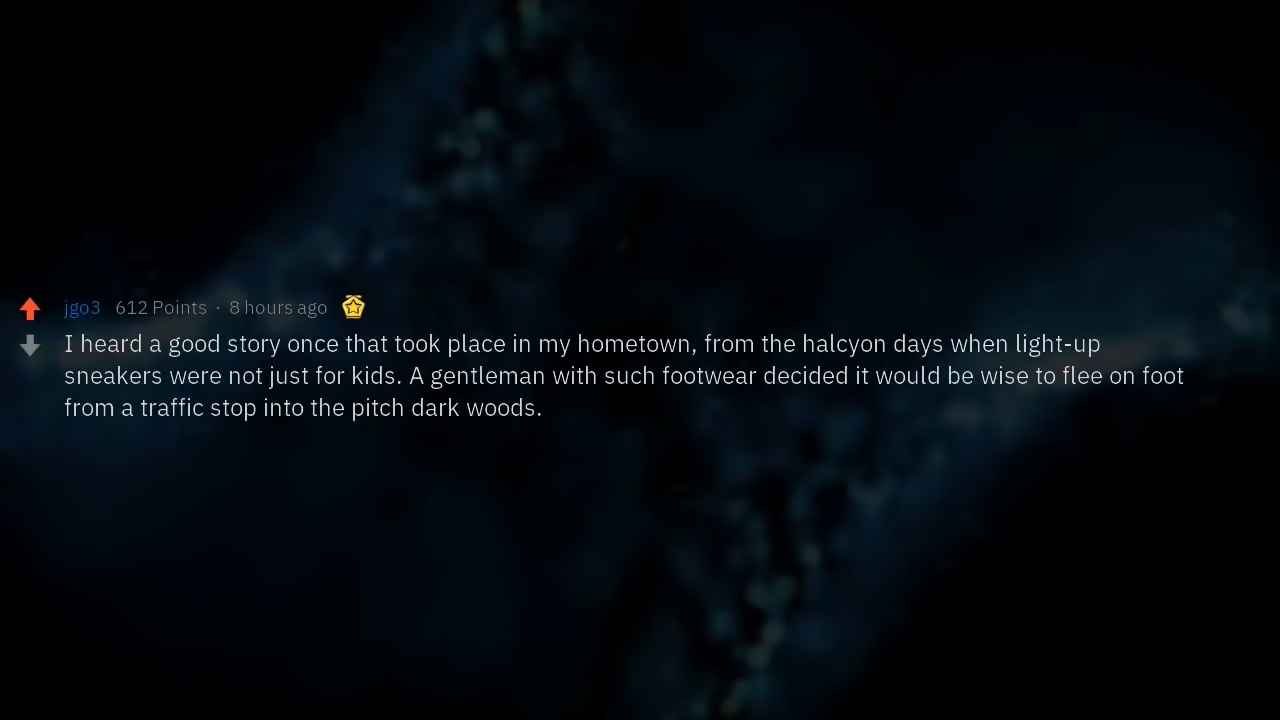 jgo3 612 Points · 8 hours ago
I heard a good story once that took place in my hometown, from the halcyon days when light-up
sneakers were not just for kids. A gentleman with such footwear decided it would be wise to flee on foot
from a traffic stop into the pitch dark woods.